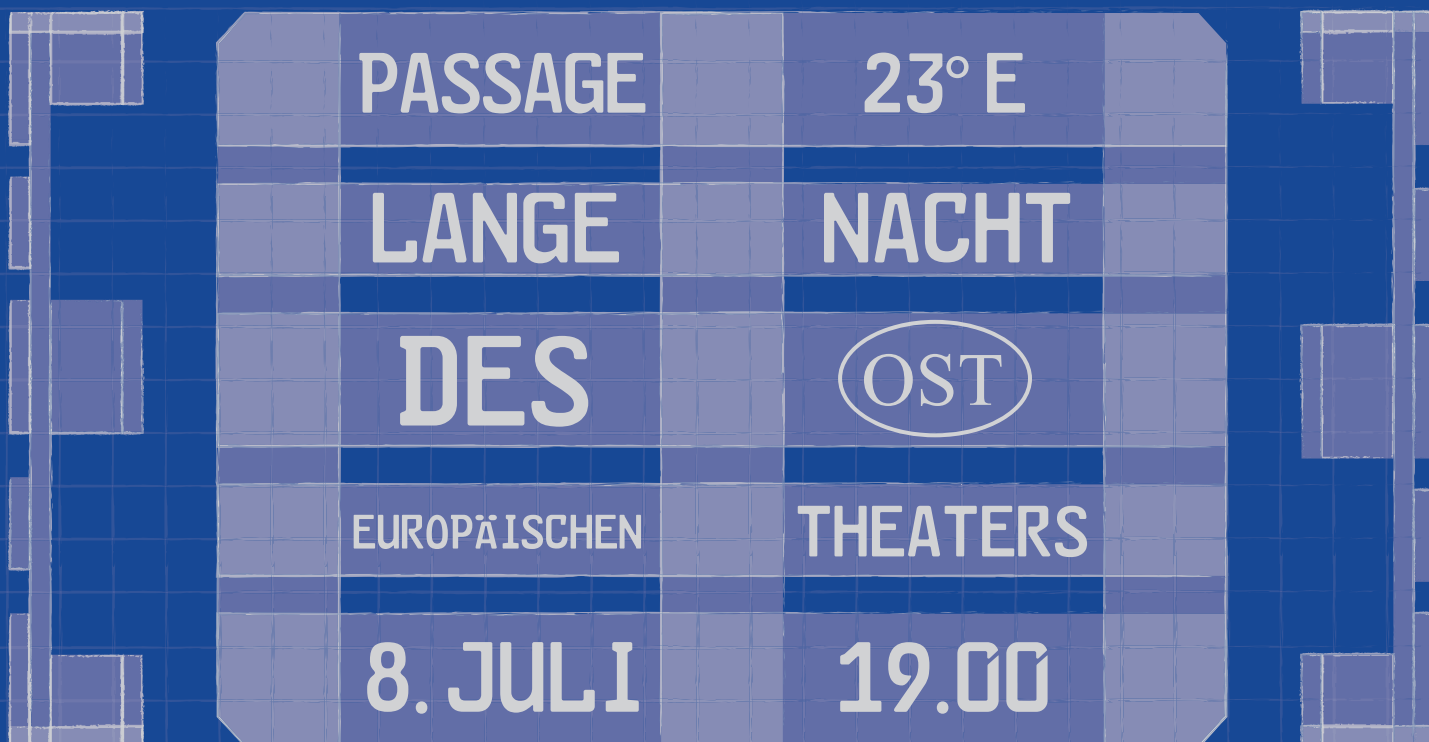 PASSAGE 23° E
LANGE NACHT
DES OST
EUROPÄISCHEN THEATERS
8. JULI 19.00